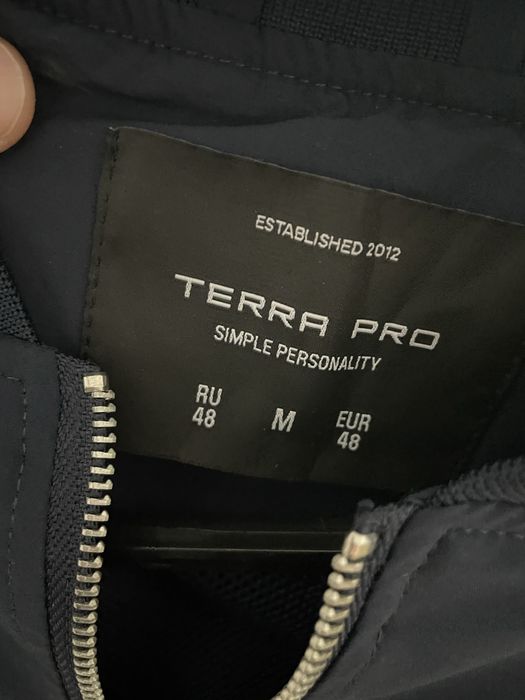 ESTABLISHED 2012
TERRA PRO
SIMPLE PERSONALITY
RU M EUR
48 48